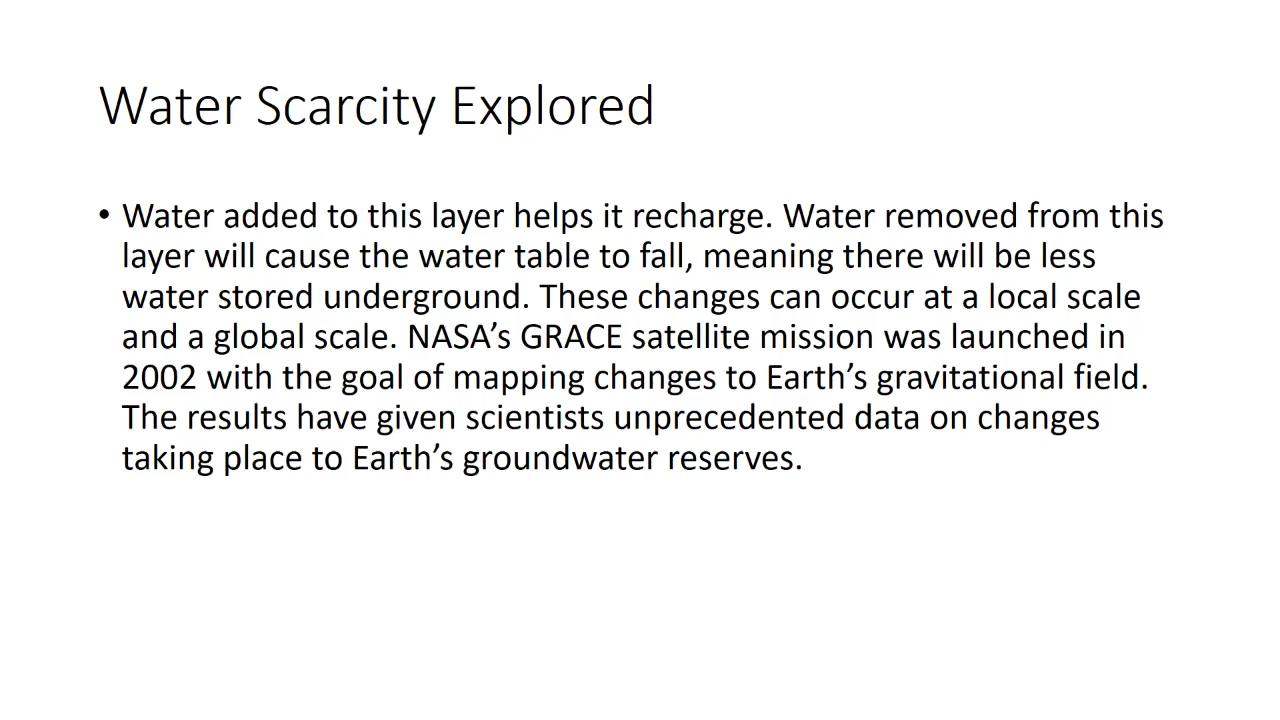 Water Scarcity Explored
• Water added to this layer helps it recharge. Water removed from this
layer will cause the water table to fall, meaning there will be less
water stored underground. These changes can occur at a local scale
and a global scale. NASA’s GRACE satellite mission was launched in
2002 with the goal of mapping changes to Earth’s gravitational field.
The results have given scientists unprecedented data on changes
taking place to Earth’s groundwater reserves.